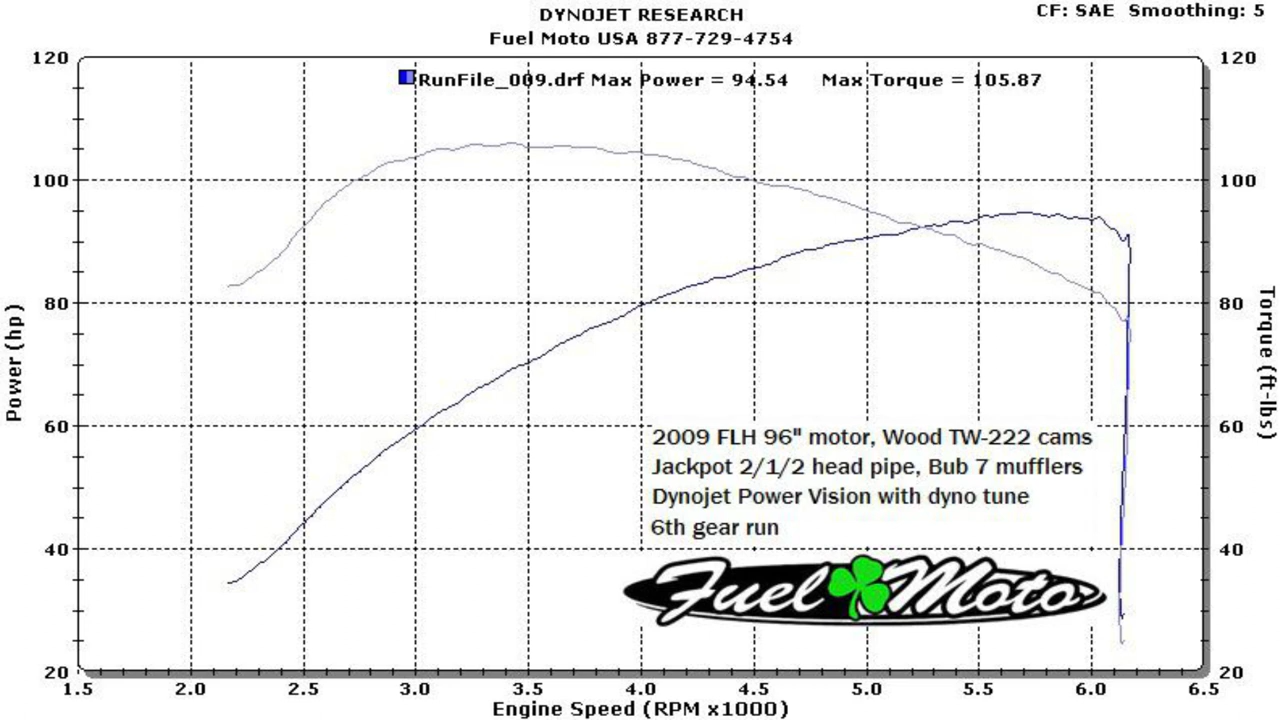 DYNOJET RESEARCH
CF: SAE Smoothing: 5
Fuel Moto USA 877-729-4754
RunFile_009.drf Max Power = 94.54 Max Torque = 105.87
120
100
80
60
40
20
Power (hp)
120
100
80
60
40
20
Torque (ft-lbs)
2009 FLH 96" motor, Wood TW-222 cams
Jackpot 2/1/2 head pipe, Bub 7 mufflers
Dynojet Power Vision with dyno tune
6th gear run
Fuel Moto
1.5 2.0 2.5 3.0 3.5 4.0 4.5 5.0 5.5 6.0 6.5
Engine Speed (RPM x1000)